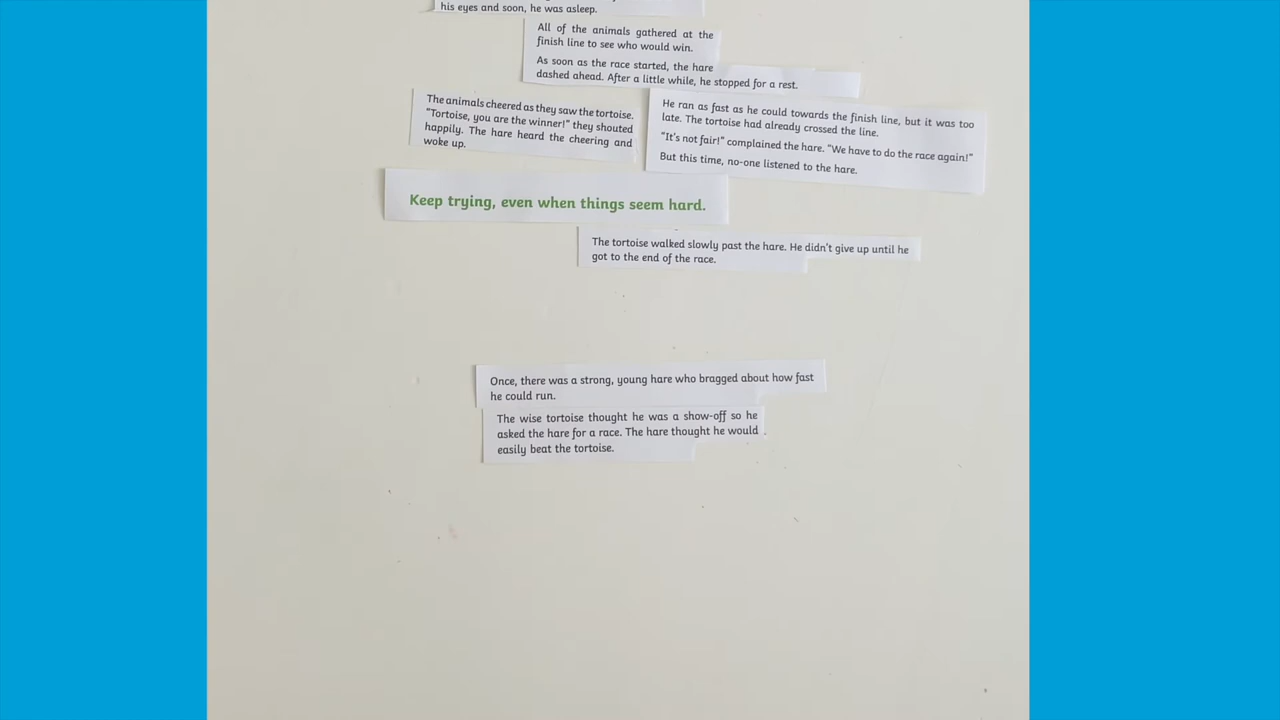 his eyes and soon, he was asleep.
All of the animals gathered at the
finish line to see who would win.
As soon as the race started, the hare
dashed ahead. After a little while, he stopped for a rest.
The animals cheered as they saw the tortoise.
"Tortoise, you are the winner!" they shouted
happily. The hare heard the cheering and
woke up.
He ran as fast as he could towards the finish line, but it was too
late. The tortoise had already crossed the line.
"It's not fair!" complained the hare. "We have to do the race again!"
But this time, no-one listened to the hare.
Keep trying, even when things seem hard.
The tortoise walked slowly past the hare. He didn't give up until he
got to the end of the race.
Once, there was a strong, young hare who bragged about how fast
he could run.
The wise tortoise thought he was a show-off so he
asked the hare for a race. The hare thought he would
easily beat the tortoise.